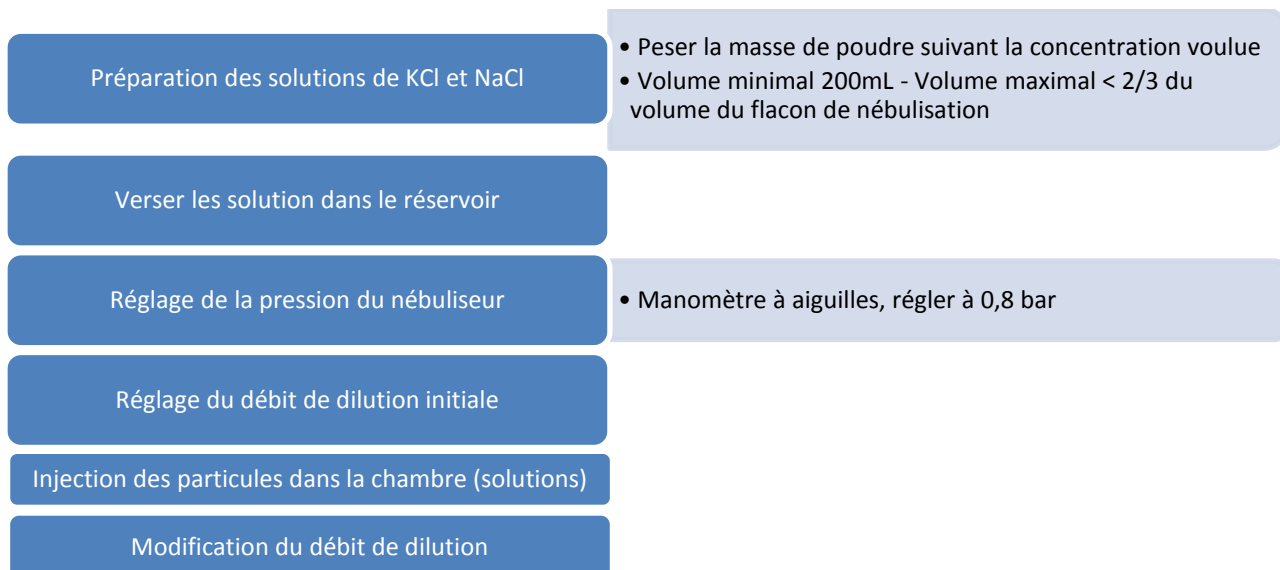 Préparation des solutions de KCl et NaCl
• Peser la masse de poudre suivant la concentration voulue
• Volume minimal 200mL - Volume maximal < 2/3 du
volume du flacon de nébulisation
Verser les solution dans le réservoir
Réglage de la pression du nébuliseur
• Manomètre à aiguilles, régler à 0,8 bar
Réglage du débit de dilution initiale
Injection des particules dans la chambre (solutions)
Modification du débit de dilution